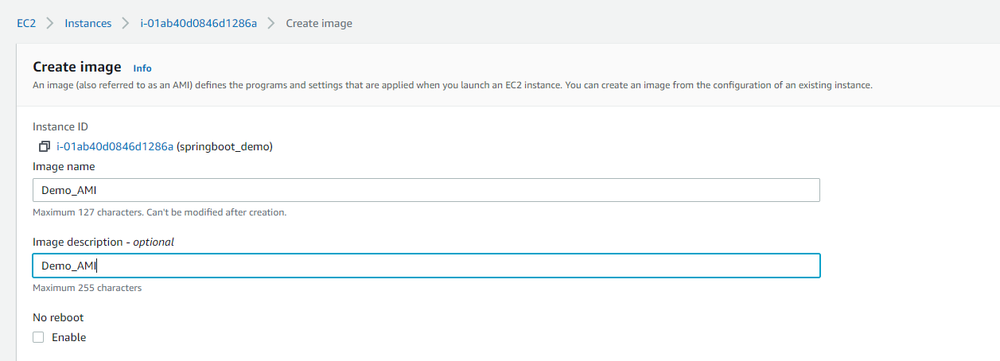 EC2 > Instances > i-01ab40d0846d1286a > Create image
Create image Info
An image (also referred to as an AMI) defines the programs and settings that are applied when you launch an EC2 instance. You can create an image from the configuration of an existing instance.
Instance ID
i-01ab40d0846d1286a (springboot_demo)
Image name
Demo_AMI
Maximum 127 characters. Can't be modified after creation.
Image description - optional
Demo_AMI
Maximum 255 characters
No reboot
Enable